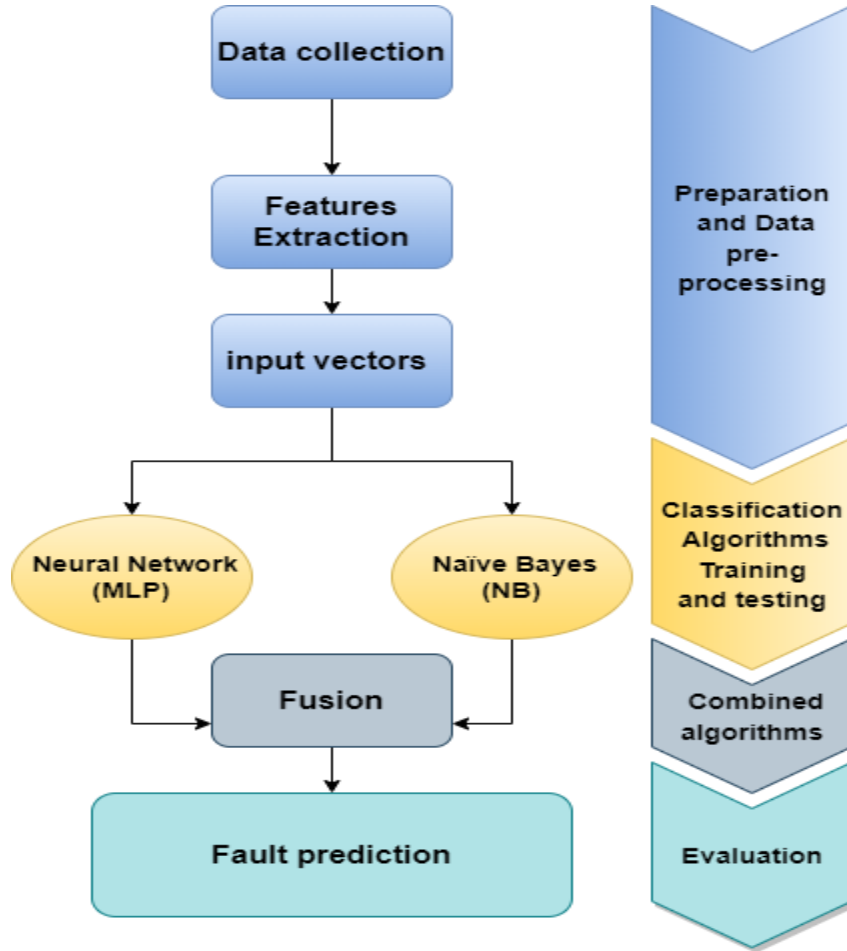 Data collection
Features
Extraction
input vectors
Neural Network
(MLP)
Naïve Bayes
(NB)
Fusion
Fault prediction
Preparation
and Data
pre-
processing
Classification
Algorithms
Training
and testing
Combined
algorithms
Evaluation